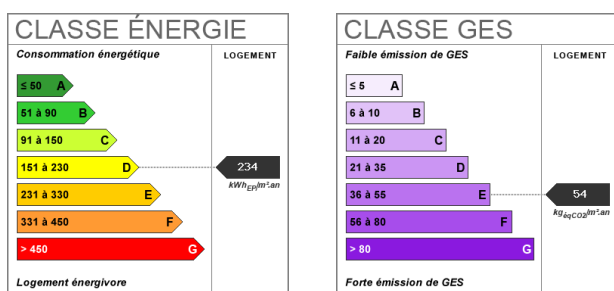 CLASSE ÉNERGIE
Consommation énergétique
LOGEMENT
≤ 50 A
51 à 90 B
91 à 150 C
151 à 230 D
234
kWhEP/m².an
231 à 330 E
331 à 450 F
> 450 G
Logement énergivore
CLASSE GES
Faible émission de GES
LOGEMENT
≤ 5 A
6 à 10 B
11 à 20 C
21 à 35 D
36 à 55 E
54
kgéqCO2/m².an
56 à 80 F
> 80 G
Forte émission de GES